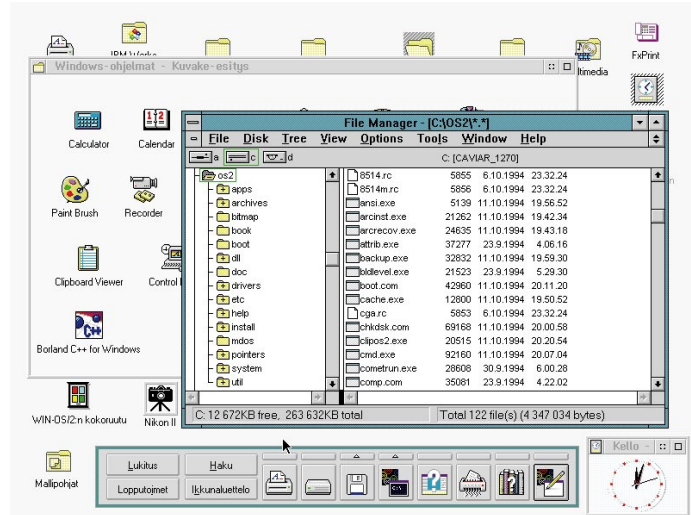 FxPrint
Windows-ohjelmat - Kuvake-esitys
Calculator
Calendar
Paint Brush
Recorder
Clipboard Viewer
Control
Borland C++ for Windows
C++
WIN-OS/2:n kokoruutu
Nikon II
Mallipohjat
File Manager - [C:\OS2\*.*]
File Disk Tree View Options Tools Window Help
a c d
C: [CAVIAR_1270]
os2
apps
archives
bitmap
book
boot
dll
doc
drivers
etc
help
install
mdos
pointers
system
util
8514.rc 5855 6.10.1994 23.32.24
8514m.rc 5856 6.10.1994 23.32.24
ansi.exe 5139 11.10.1994 19.56.52
arcinst.exe 21262 11.10.1994 19.42.34
arcrecov.exe 24635 11.10.1994 19.43.18
attrib.exe 37277 23.9.1994 4.06.16
backup.exe 32832 11.10.1994 19.59.30
bldlevel.exe 21523 23.9.1994 5.29.30
boot.com 42960 11.10.1994 20.11.20
cache.exe 12800 11.10.1994 19.50.52
cga.rc 5853 6.10.1994 23.32.24
chkdsk.com 69168 11.10.1994 20.00.58
clipos2.exe 20515 11.10.1994 20.20.54
cmd.exe 92160 11.10.1994 20.07.04
cometrun.exe 28608 30.9.1994 6.00.28
comp.com 35081 23.9.1994 4.22.02
C: 12 672KB free, 263 632KB total
Total 122 file(s) (4 347 034 bytes)
Lukitus
Haku
Lopputoimet
Ikkunaluettelo
Kello -